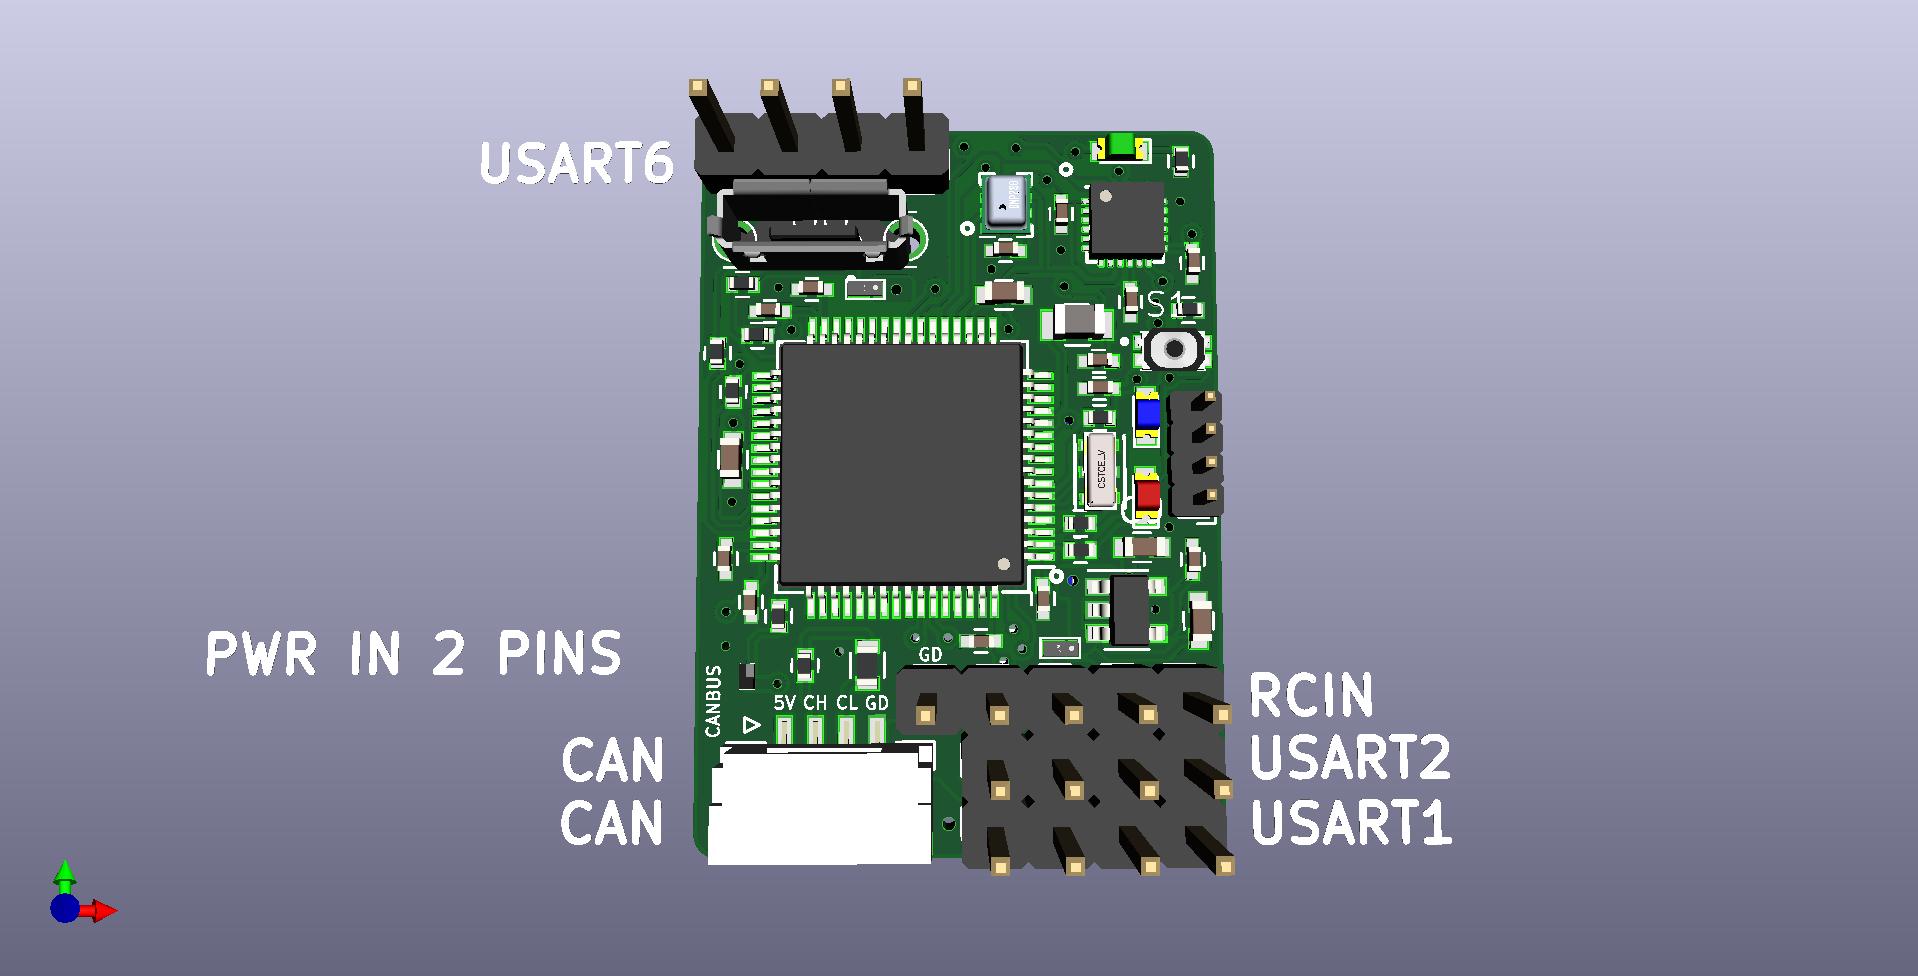 USART6
S1
CSTCE_V
PWR IN 2 PINS
GD
CANBUS
5V CH CL GD
RCIN
CAN
USART2
CAN
USART1